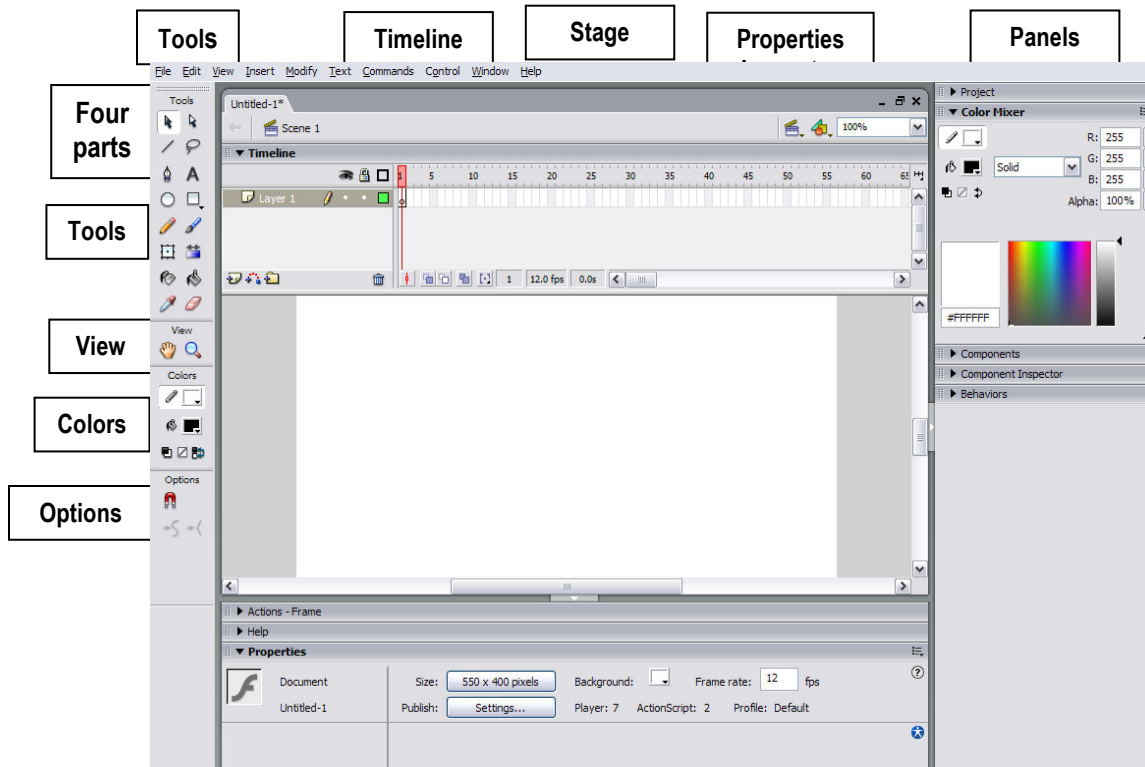 Tools
Timeline
Stage
Properties
Panels
File Edit View Insert Modify Text Commands Control Window Help
Four
parts
Tools
View
Colors
Options
Tools
View
Colors
Options
Untitled-1*
Scene 1
100%
Timeline
1 5 10 15 20 25 30 35 40 45 50 55 60 65
Layer 1
1 12.0 fps 0.0s
Actions - Frame
Help
Properties
Document
Size: 550 x 400 pixels Background: Frame rate: 12 fps
Untitled-1
Publish: Settings... Player: 7 ActionScript: 2 Profile: Default
Project
Color Mixer
R: 255
Solid
G: 255
B: 255
Alpha: 100%
#FFFFFF
Components
Component Inspector
Behaviors